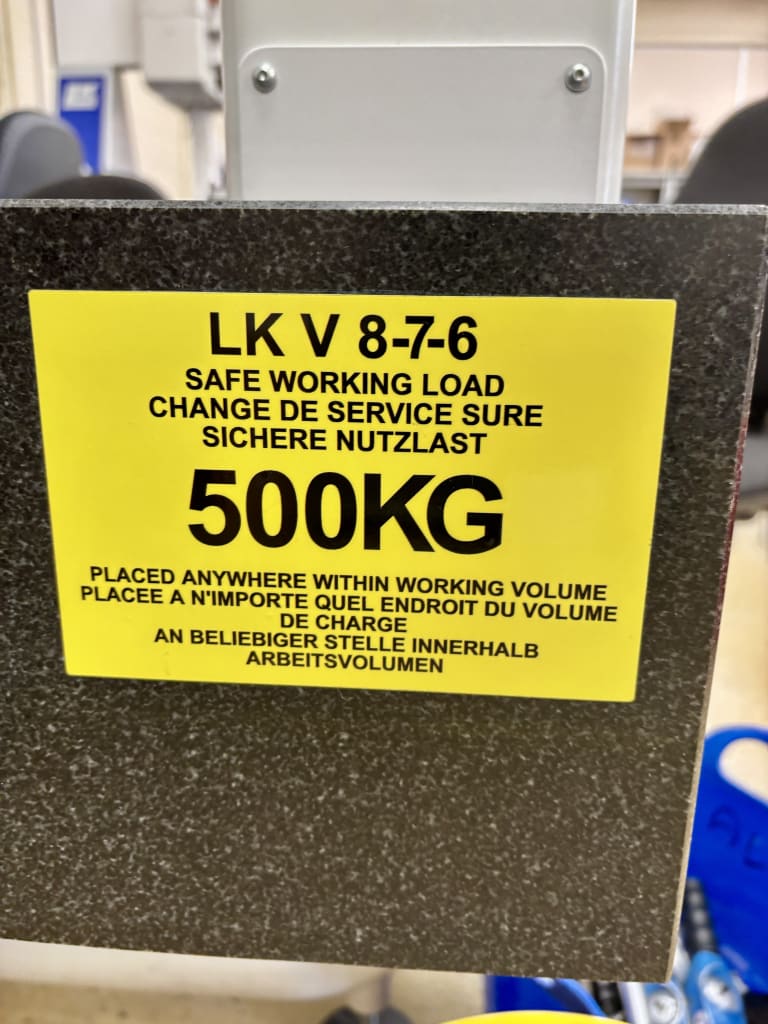 LK V 8-7-6
SAFE WORKING LOAD
CHANGE DE SERVICE SURE
SICHERE NUTZLAST
500KG
PLACED ANYWHERE WITHIN WORKING VOLUME
PLACEE A N'IMPORTE QUEL ENDROIT DU VOLUME
DE CHARGE
AN BELIEBIGER STELLE INNERHALB
ARBEITSVOLUMEN